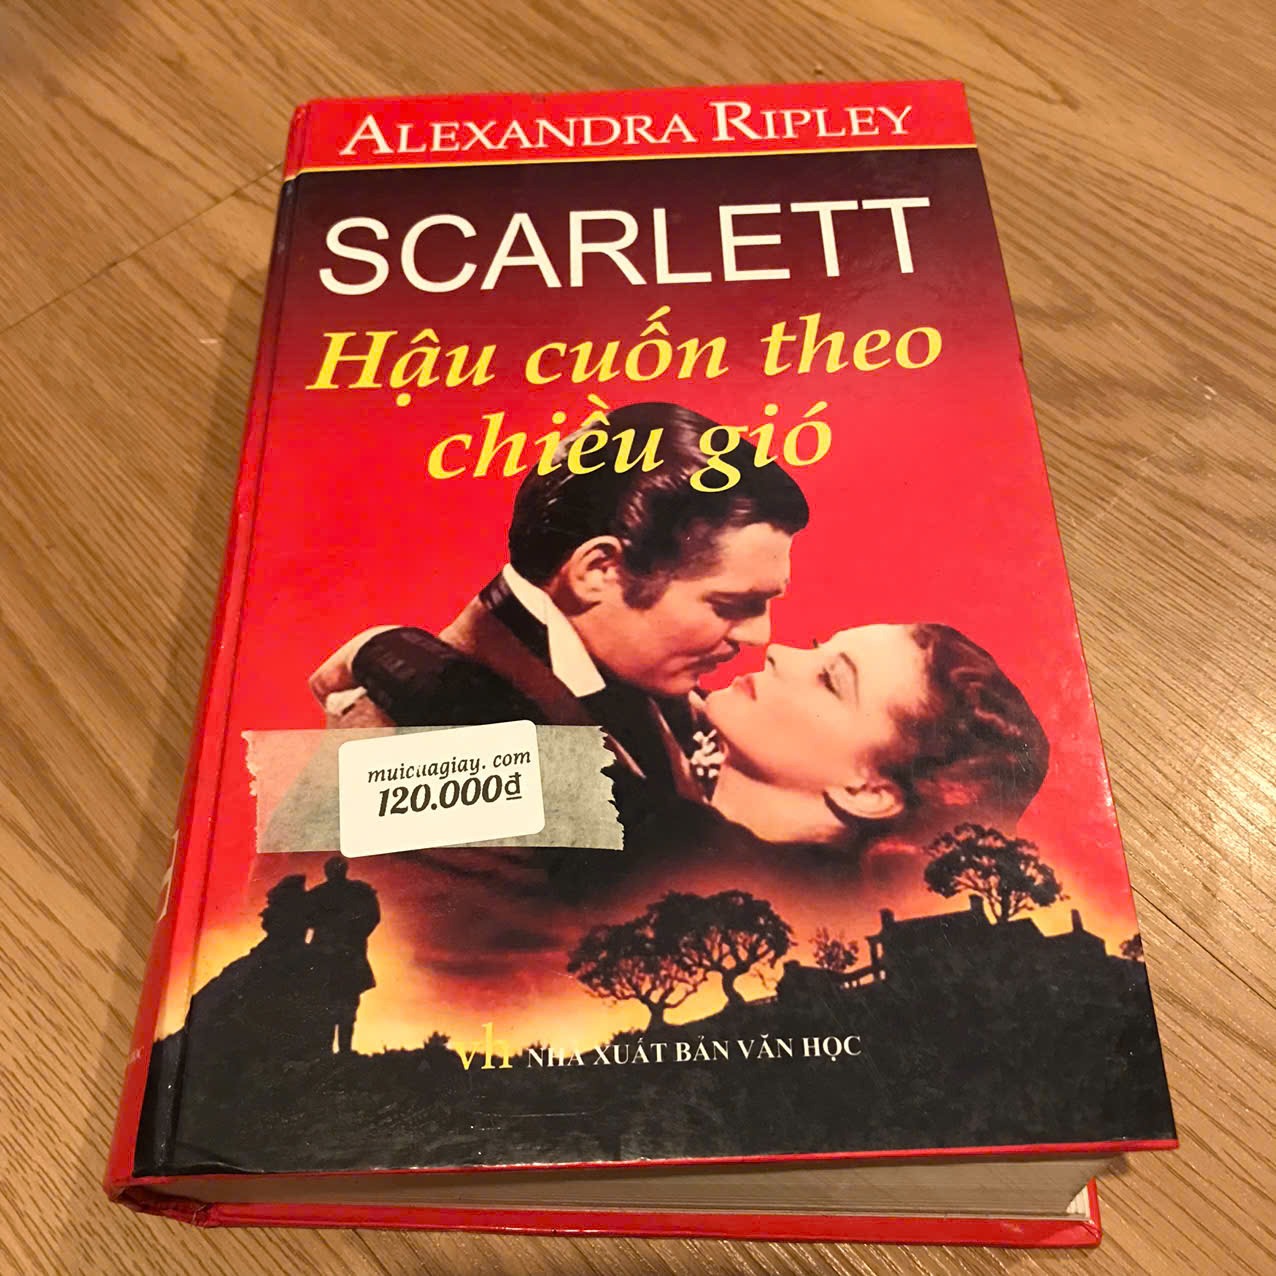 ALEXANDRA RIPLEY
SCARLETT
Hậu cuốn theo
chiều gió
muicuagiay. com
120.000đ
vh NHÀ XUẤT BẢN VĂN HỌC